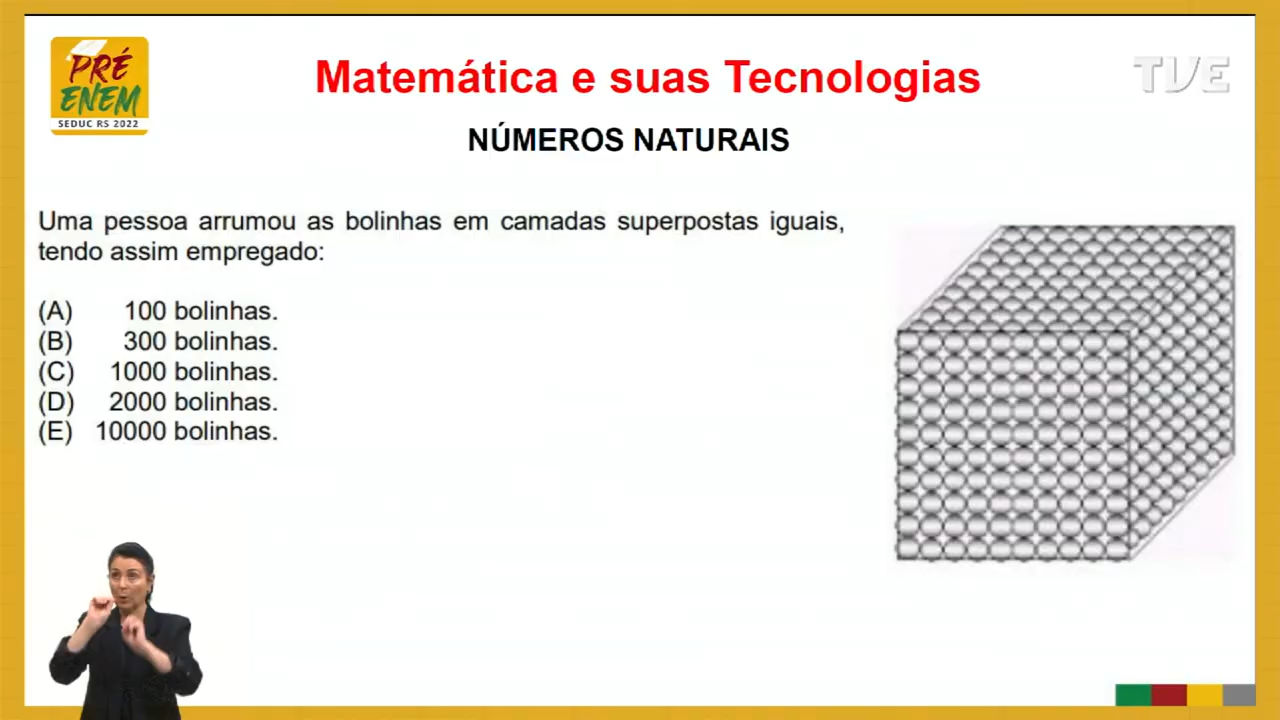 PRÉ
ENEM
SEDUC RS 2022
Matemática e suas Tecnologias
TVE
NÚMEROS NATURAIS
Uma pessoa arrumou as bolinhas em camadas superpostas iguais,
tendo assim empregado:
(A) 100 bolinhas.
(B) 300 bolinhas.
(C) 1000 bolinhas.
(D) 2000 bolinhas.
(E) 10000 bolinhas.